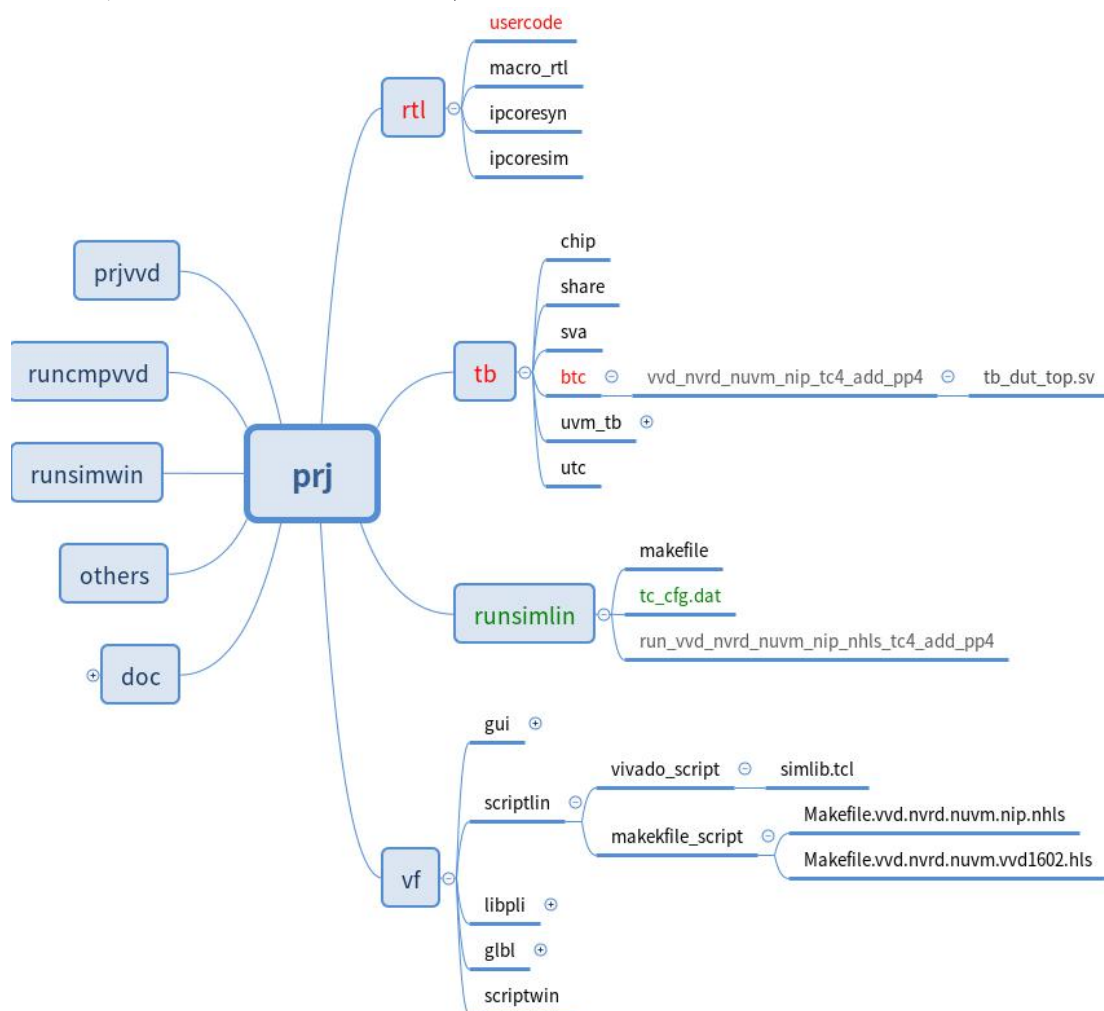 usercode
macro_rtl
rtl
ipcoresyn
ipcoresim
chip
prjvvd
share
sva
runcmpvvd
tb
btc
vvd_nvrd_nuvm_nip_tc4_add_pp4
tb_dut_top.sv
uvm_tb
runsimwin
prj
utc
makefile
others
tc_cfg.dat
runsimlin
run_vvd_nvrd_nuvm_nip_nhls_tc4_add_pp4
doc
gui
vivado_script
simlib.tcl
scriptlin
Makefile.vvd.nvrd.nuvm.nip.nhls
makekfile_script
Makefile.vvd.nvrd.nuvm.vvd1602.hls
vf
libpli
glbl
scriptwin